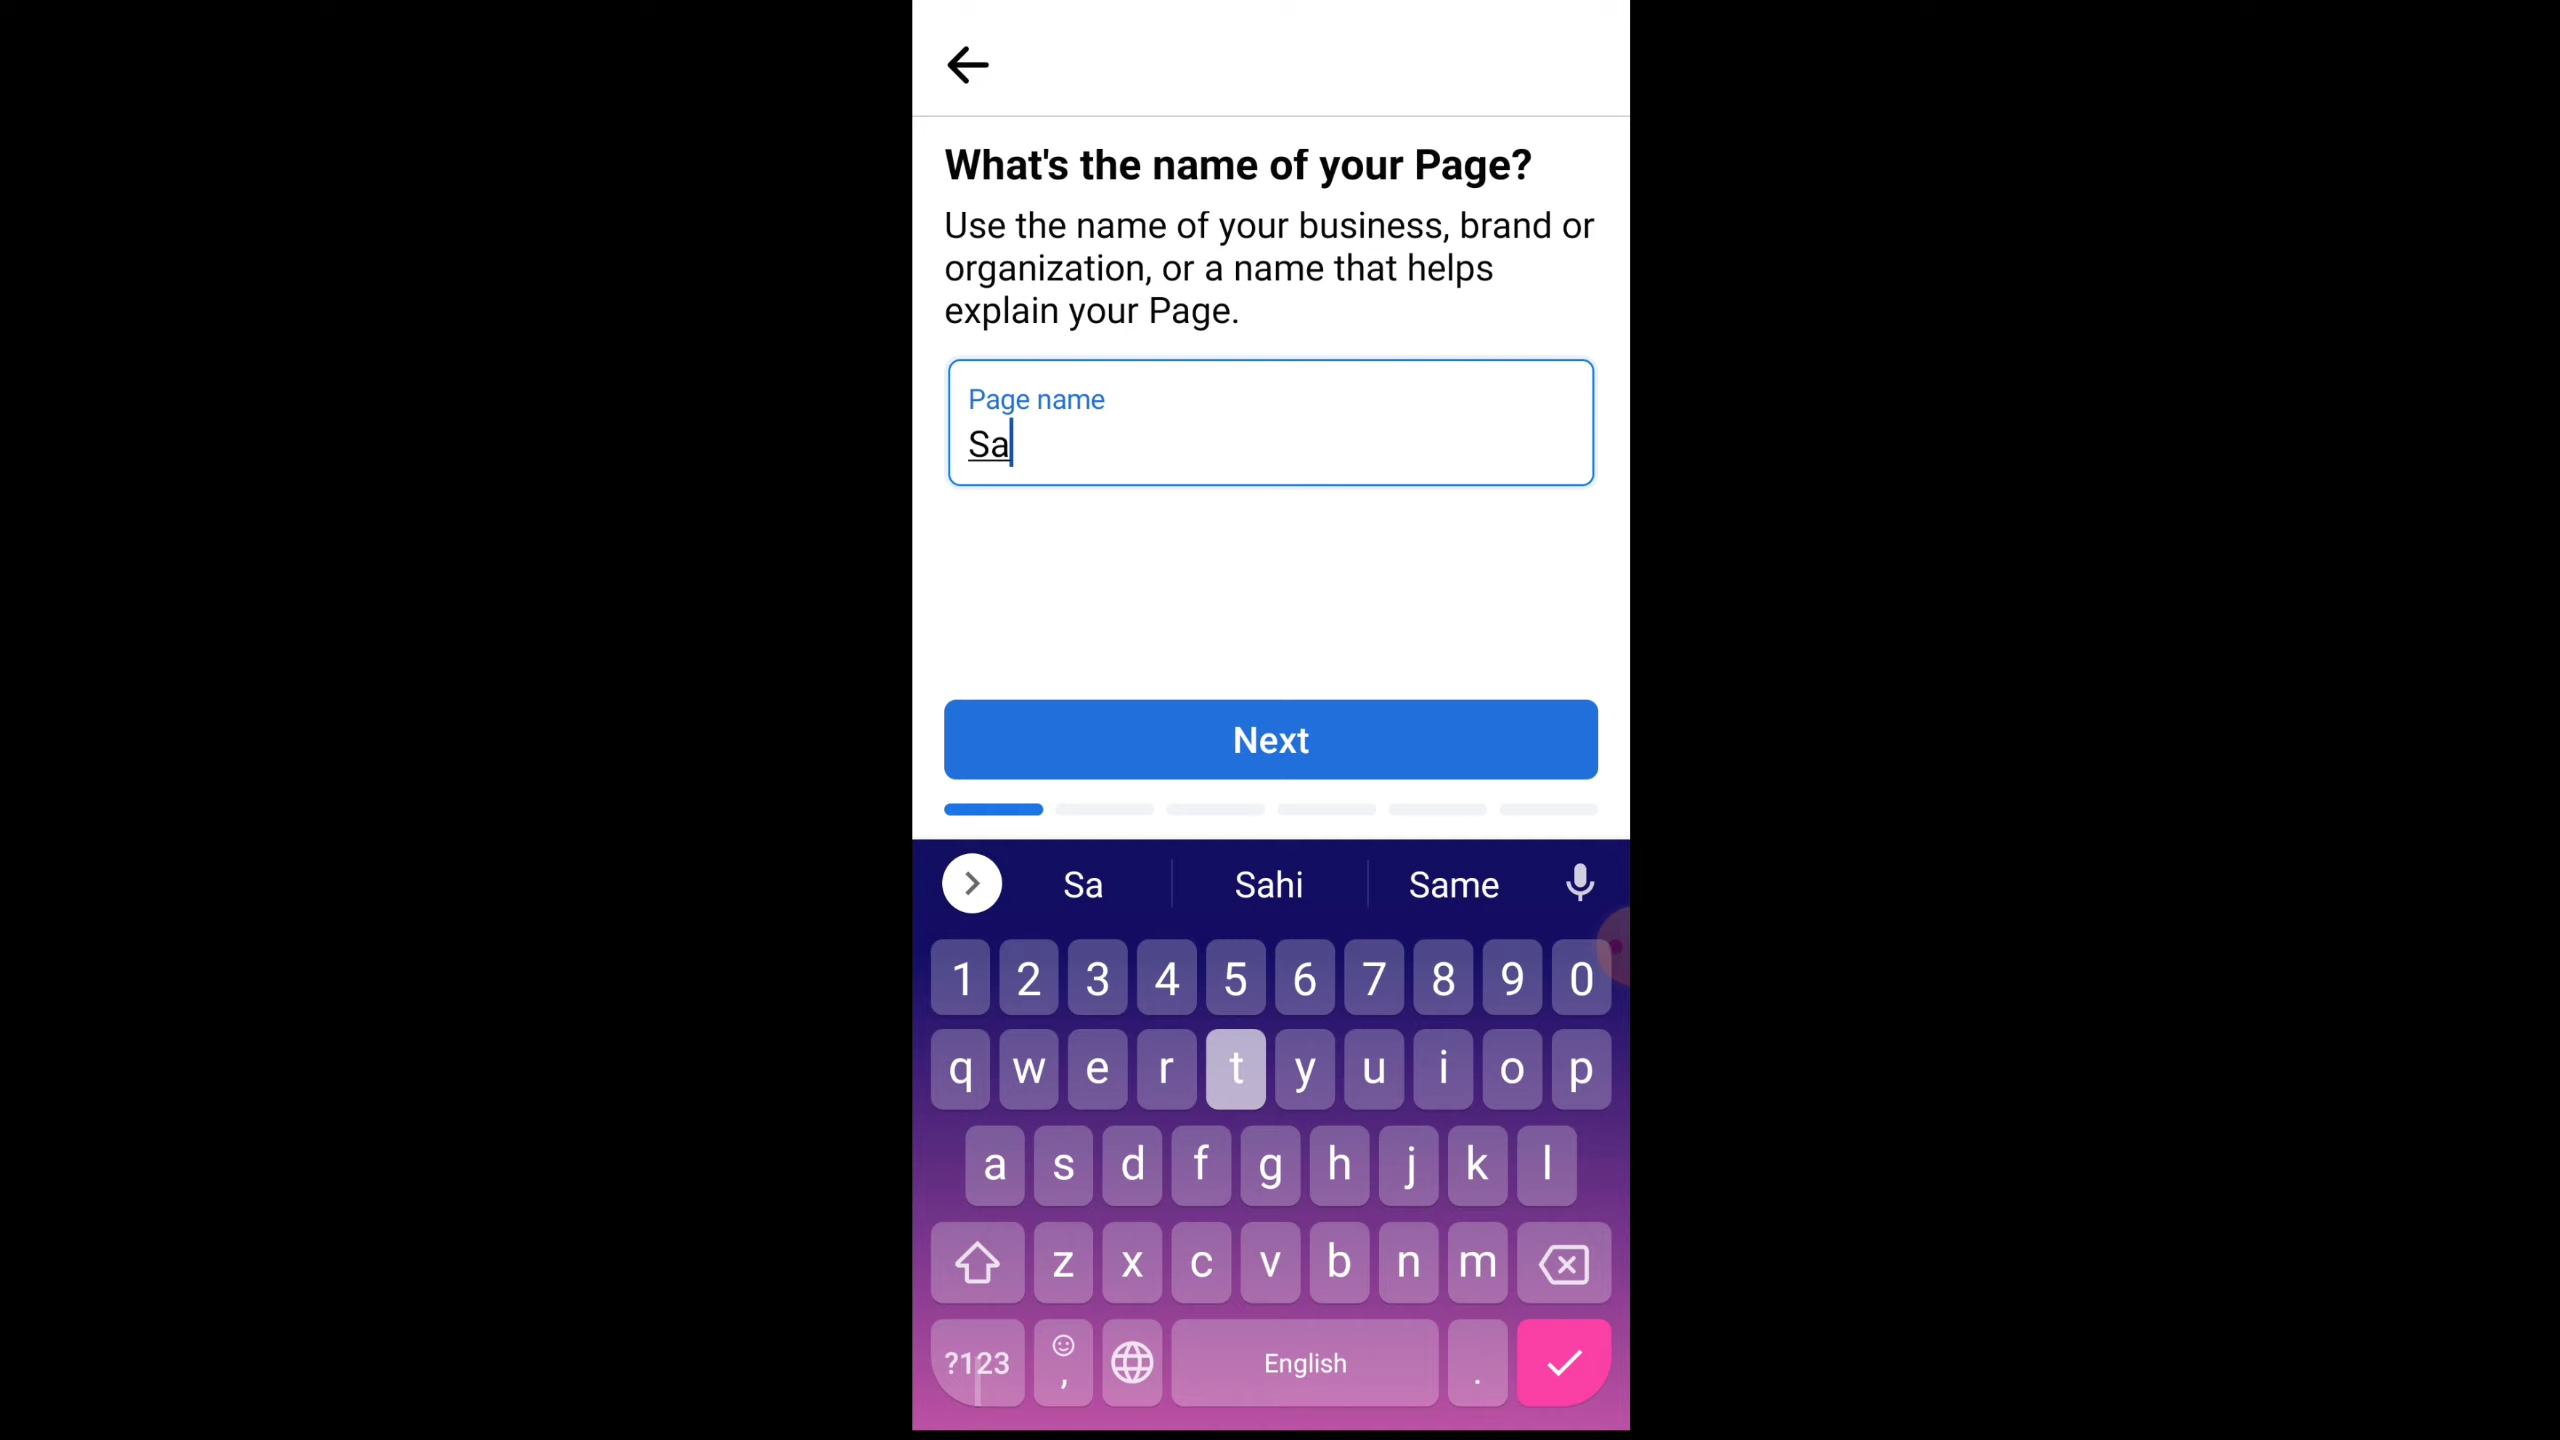 What's the name of your Page?
Use the name of your business, brand or
organization, or a name that helps
explain your Page.
Page name
Sa
Next
Sa Sahi Same
1 2 3 4 5 6 7 8 9 0
q w e r t y u i o p
a s d f g h j k l
z x c v b n m
?123 , English .